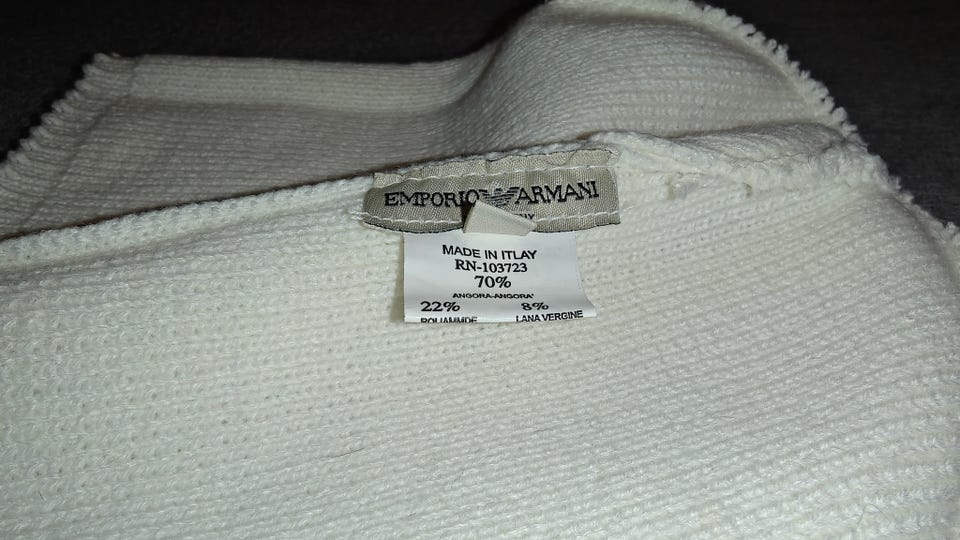 EMPORIO ARMANI
MADE IN ITLAY
RN-103723
70%
ANGORA-ANGORA'
22% 8%
POLIAMMDE LANA VERGINE